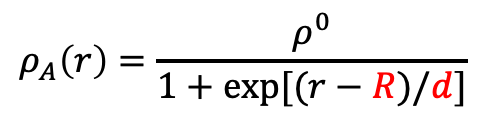 ρ_A(r) = ρ^0 / (1 + exp[(r − R)/d])